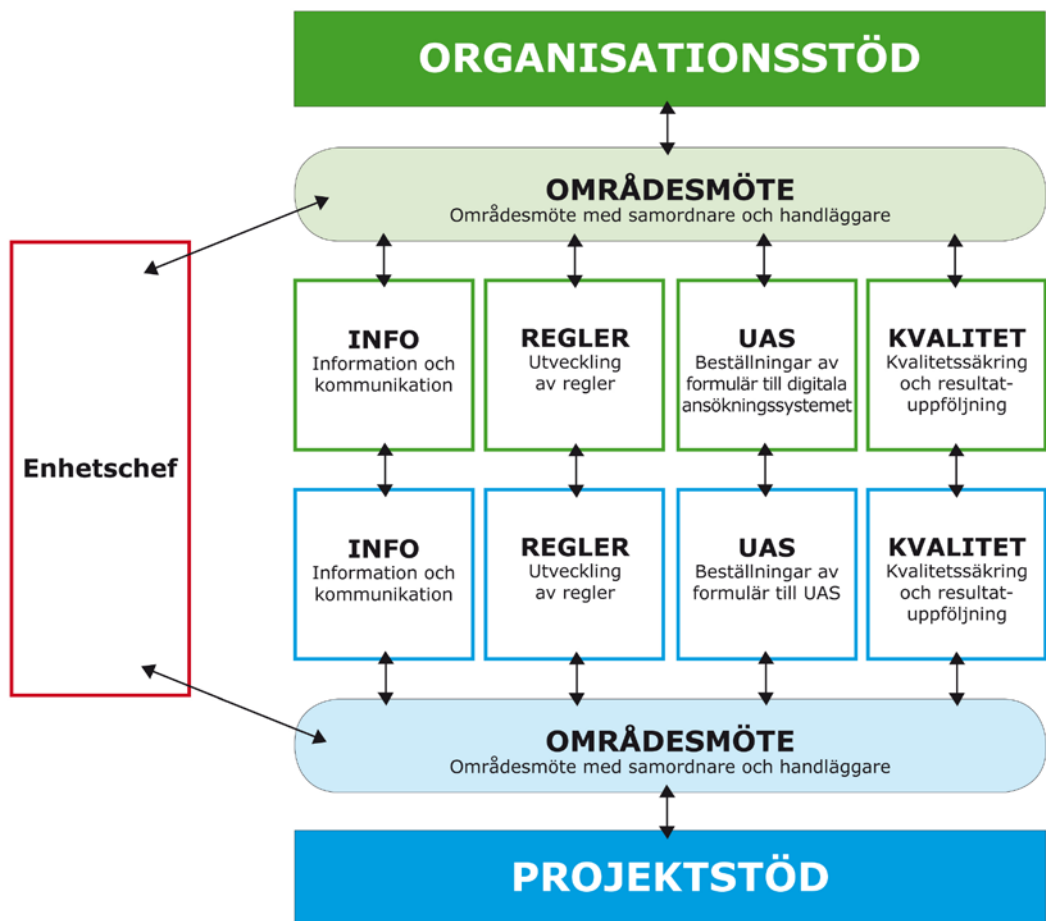 ORGANISATIONSSTÖD
OMRÅDESMÖTE
Områdesmöte med samordnare och handläggare
Enhetschef
INFO
Information och
kommunikation
REGLER
Utveckling
av regler
UAS
Beställningar av
formulär till digitala
ansökningssystemet
KVALITET
Kvalitetssäkring
och resultat-
uppföljning
INFO
Information och
kommunikation
REGLER
Utveckling
av regler
UAS
Beställningar av
formulär till UAS
KVALITET
Kvalitetssäkring
och resultat-
uppföljning
OMRÅDESMÖTE
Områdesmöte med samordnare och handläggare
PROJEKTSTÖD